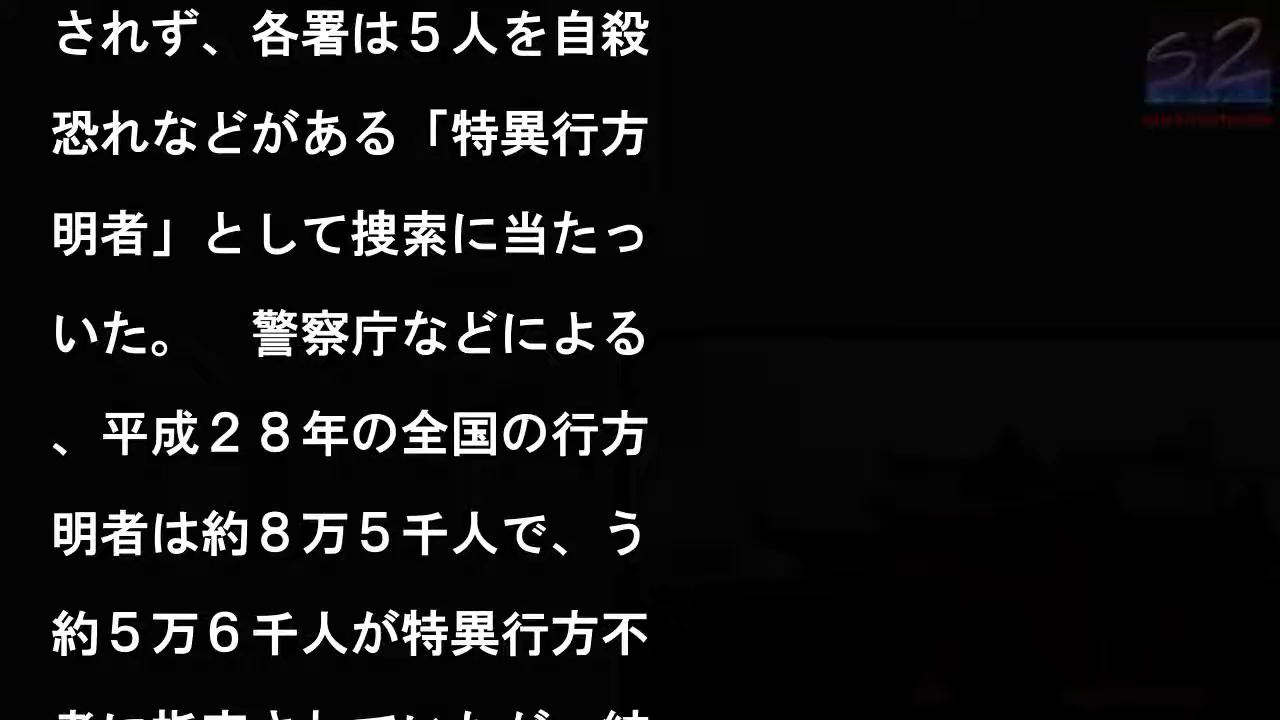 されず、各署は５人を自殺
恐れなどがある「特異行方
明者」として捜索に当たっ
いた。　警察庁などによる
、平成２８年の全国の行方
明者は約８万５千人で、う
約５万６千人が特異行方不
S2